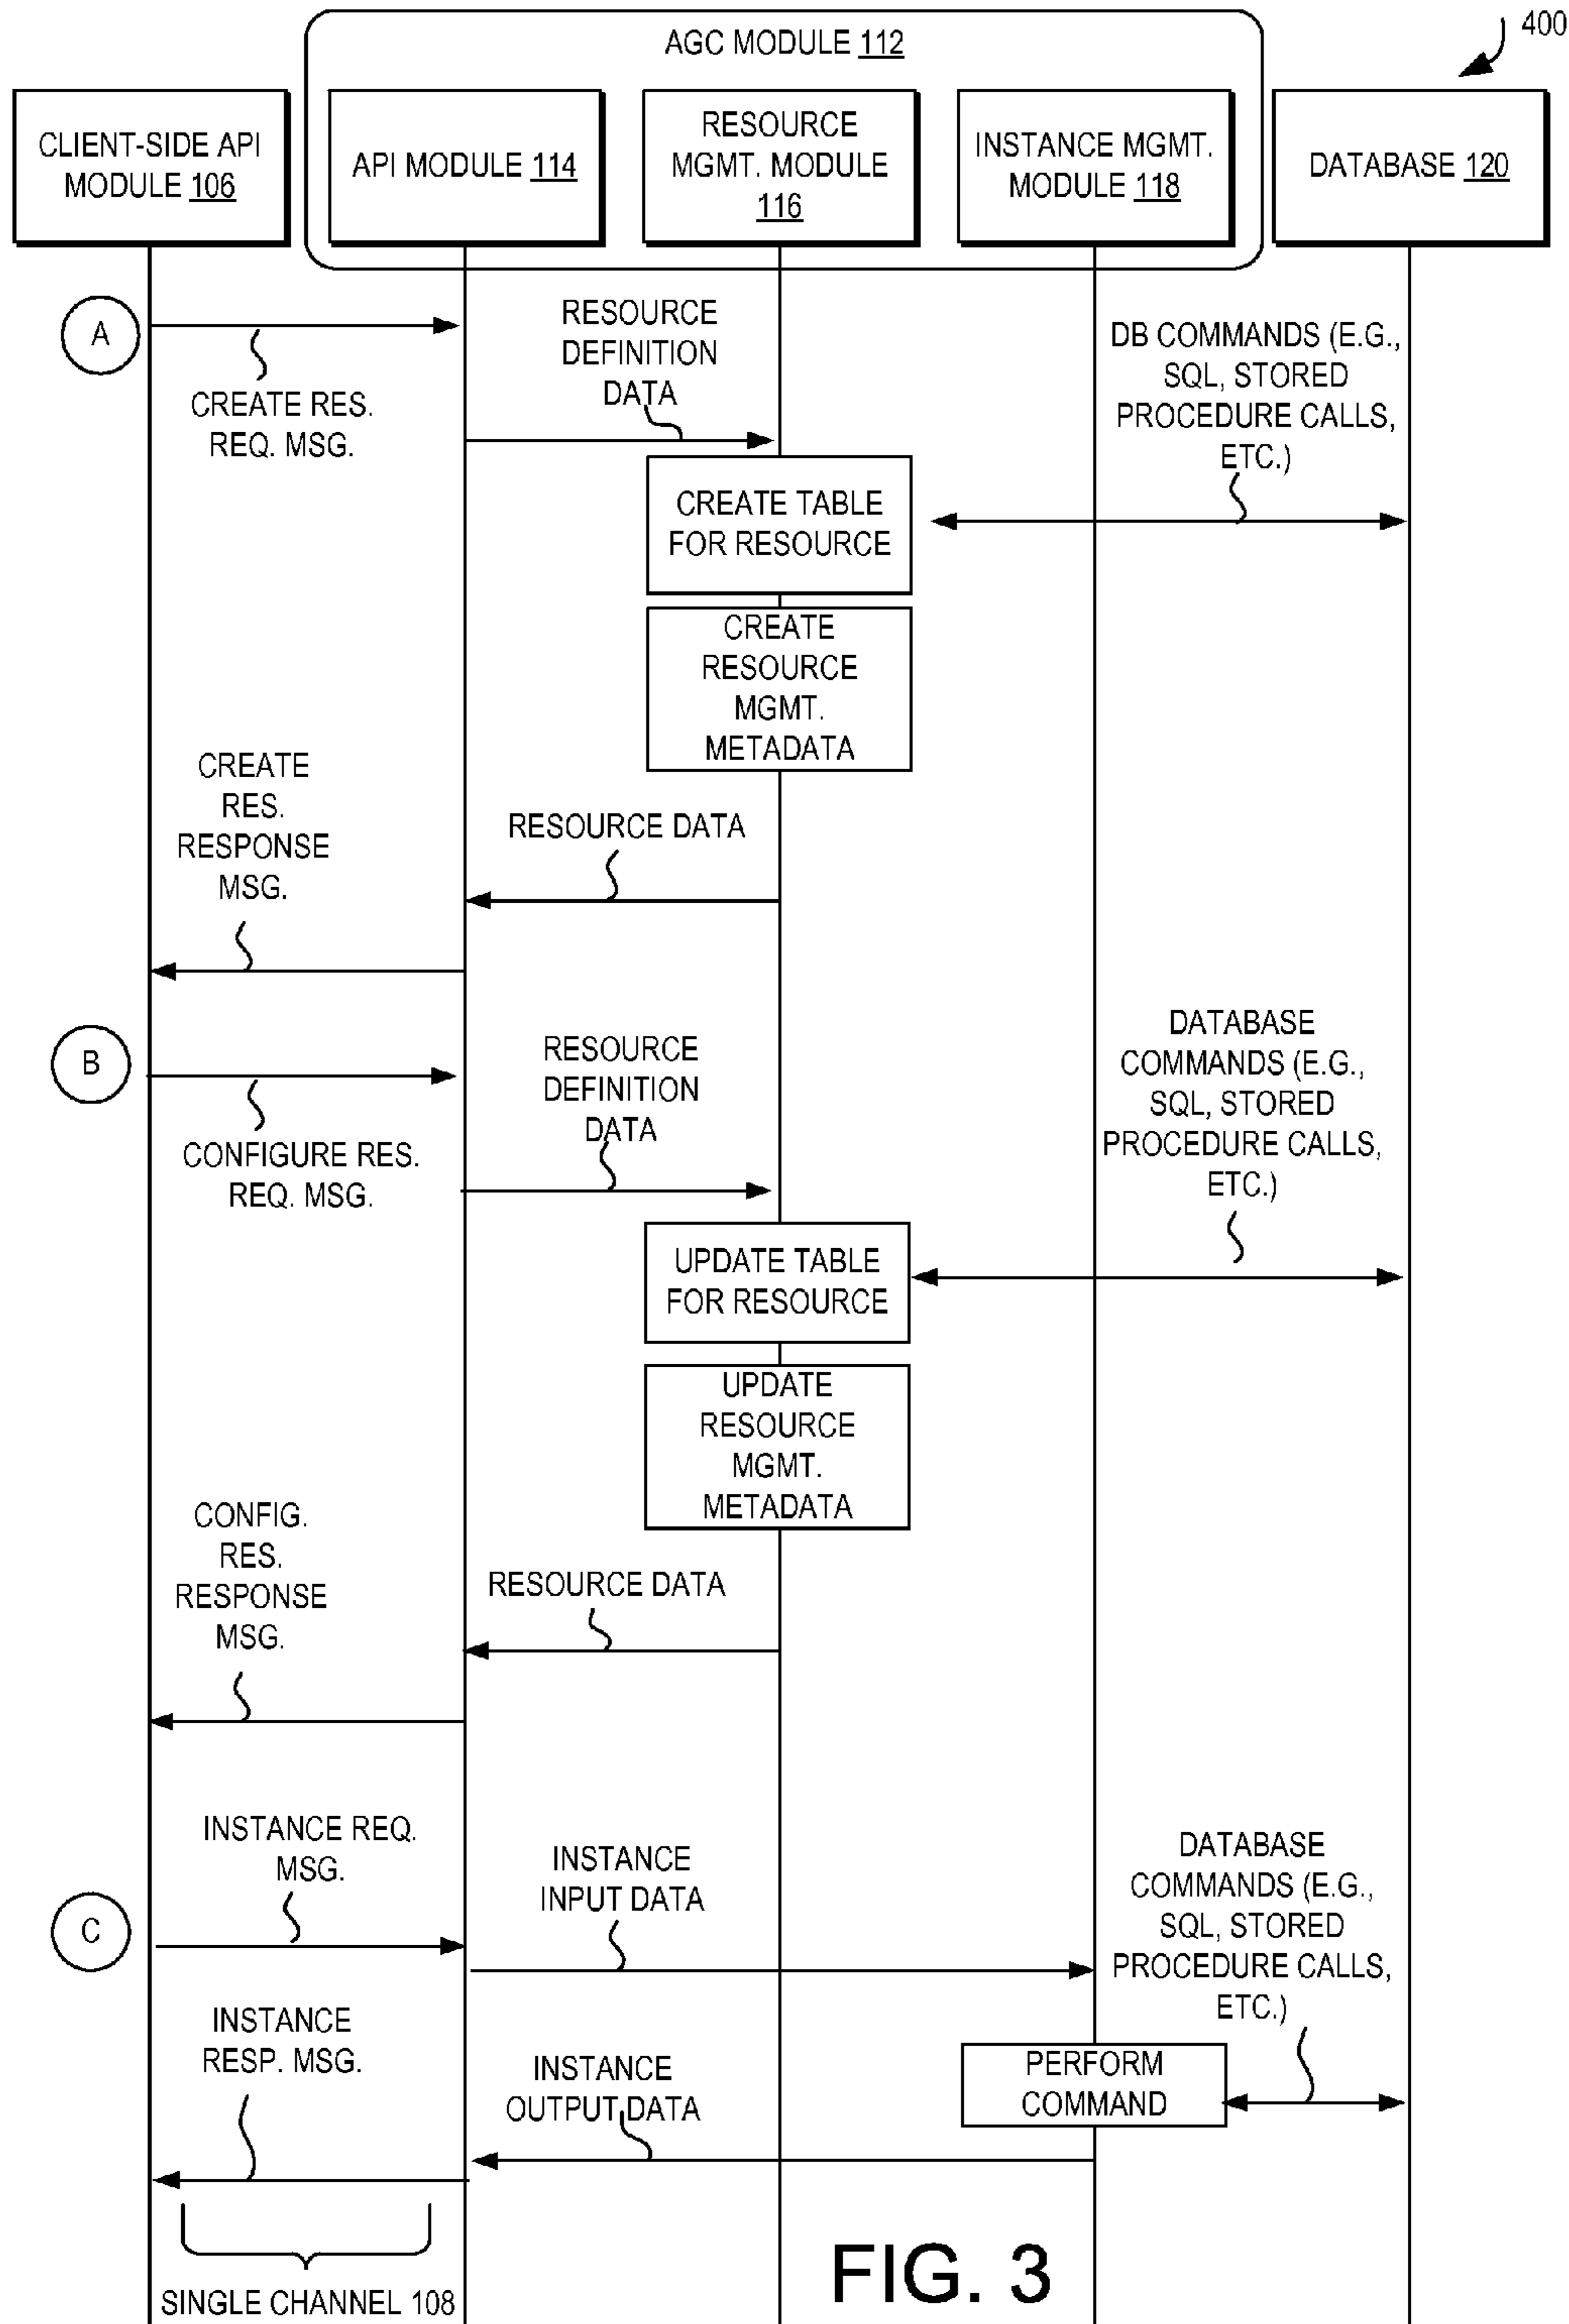 400
AGC MODULE 112
CLIENT-SIDE API
MODULE 106
API MODULE 114
RESOURCE
MGMT. MODULE
116
INSTANCE MGMT.
MODULE 118
DATABASE 120
A
CREATE RES.
REQ. MSG.
RESOURCE
DEFINITION
DATA
DB COMMANDS (E.G.,
SQL, STORED
PROCEDURE CALLS,
ETC.)
CREATE TABLE
FOR RESOURCE
CREATE
RESOURCE
MGMT.
METADATA
CREATE
RES.
RESPONSE
MSG.
RESOURCE DATA
B
CONFIGURE RES.
REQ. MSG.
RESOURCE
DEFINITION
DATA
DATABASE
COMMANDS (E.G.,
SQL, STORED
PROCEDURE CALLS,
ETC.)
UPDATE TABLE
FOR RESOURCE
UPDATE
RESOURCE
MGMT.
METADATA
CONFIG.
RES.
RESPONSE
MSG.
RESOURCE DATA
INSTANCE REQ.
MSG.
C
INSTANCE
INPUT DATA
DATABASE
COMMANDS (E.G.,
SQL, STORED
PROCEDURE CALLS,
ETC.)
INSTANCE
RESP. MSG.
INSTANCE
OUTPUT DATA
PERFORM
COMMAND
SINGLE CHANNEL 108
FIG. 3